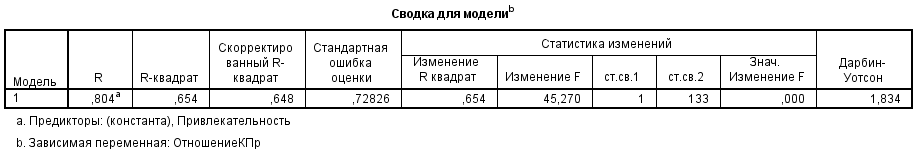 Сводка для моделиb
Статистика изменений
Модель R R-квадрат Скорректированный R-квадрат Стандартная ошибка оценки Изменение R квадрат Изменение F ст.св.1 ст.св.2 Знач. Изменение F Дарбин-Уотсон
1 ,804a ,654 ,648 ,72826 ,654 45,270 1 133 ,000 1,834
a. Предикторы: (константа), Привлекательность
b. Зависимая переменная: ОтношениеКПр